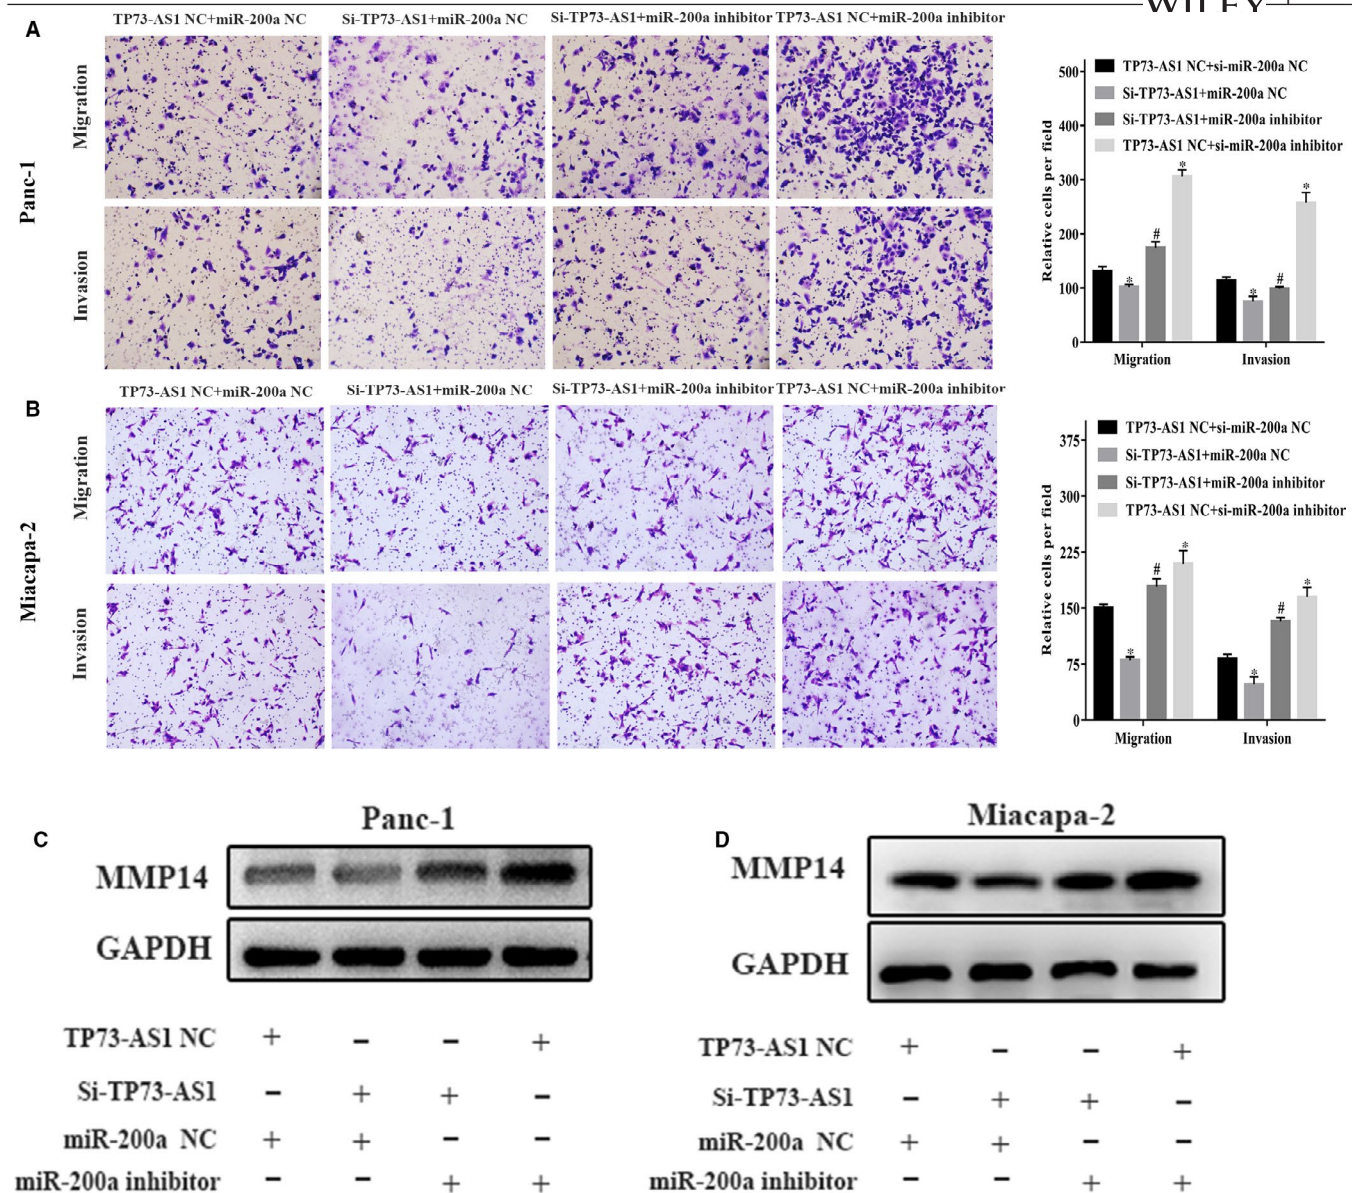 WILEY
A
TP73-AS1 NC+miR-200a NC
Si-TP73-AS1+miR-200a NC
Si-TP73-AS1+miR-200a inhibitor
TP73-AS1 NC+miR-200a inhibitor
Panc-1
Migration
Invasion
Relative cells per field
500
400
300
200
100
0
TP73-AS1 NC+si-miR-200a NC
Si-TP73-AS1+miR-200a NC
Si-TP73-AS1+miR-200a inhibitor
TP73-AS1 NC+si-miR-200a inhibitor
* # *
* # *
Migration Invasion
B
TP73-AS1 NC+miR-200a NC
Si-TP73-AS1+miR-200a NC
Si-TP73-AS1+miR-200a inhibitor
TP73-AS1 NC+miR-200a inhibitor
Miacapa-2
Migration
Invasion
Relative cells per field
375
300
225
150
75
0
TP73-AS1 NC+si-miR-200a NC
Si-TP73-AS1+miR-200a NC
Si-TP73-AS1+miR-200a inhibitor
TP73-AS1 NC+si-miR-200a inhibitor
* # *
* # *
Migration Invasion
C
Panc-1
MMP14
GAPDH
TP73-AS1 NC + - - +
Si-TP73-AS1 - + + -
miR-200a NC + + - -
miR-200a inhibitor - - + +
D
Miacapa-2
MMP14
GAPDH
TP73-AS1 NC + - - +
Si-TP73-AS1 - + + -
miR-200a NC + + - -
miR-200a inhibitor - - + +